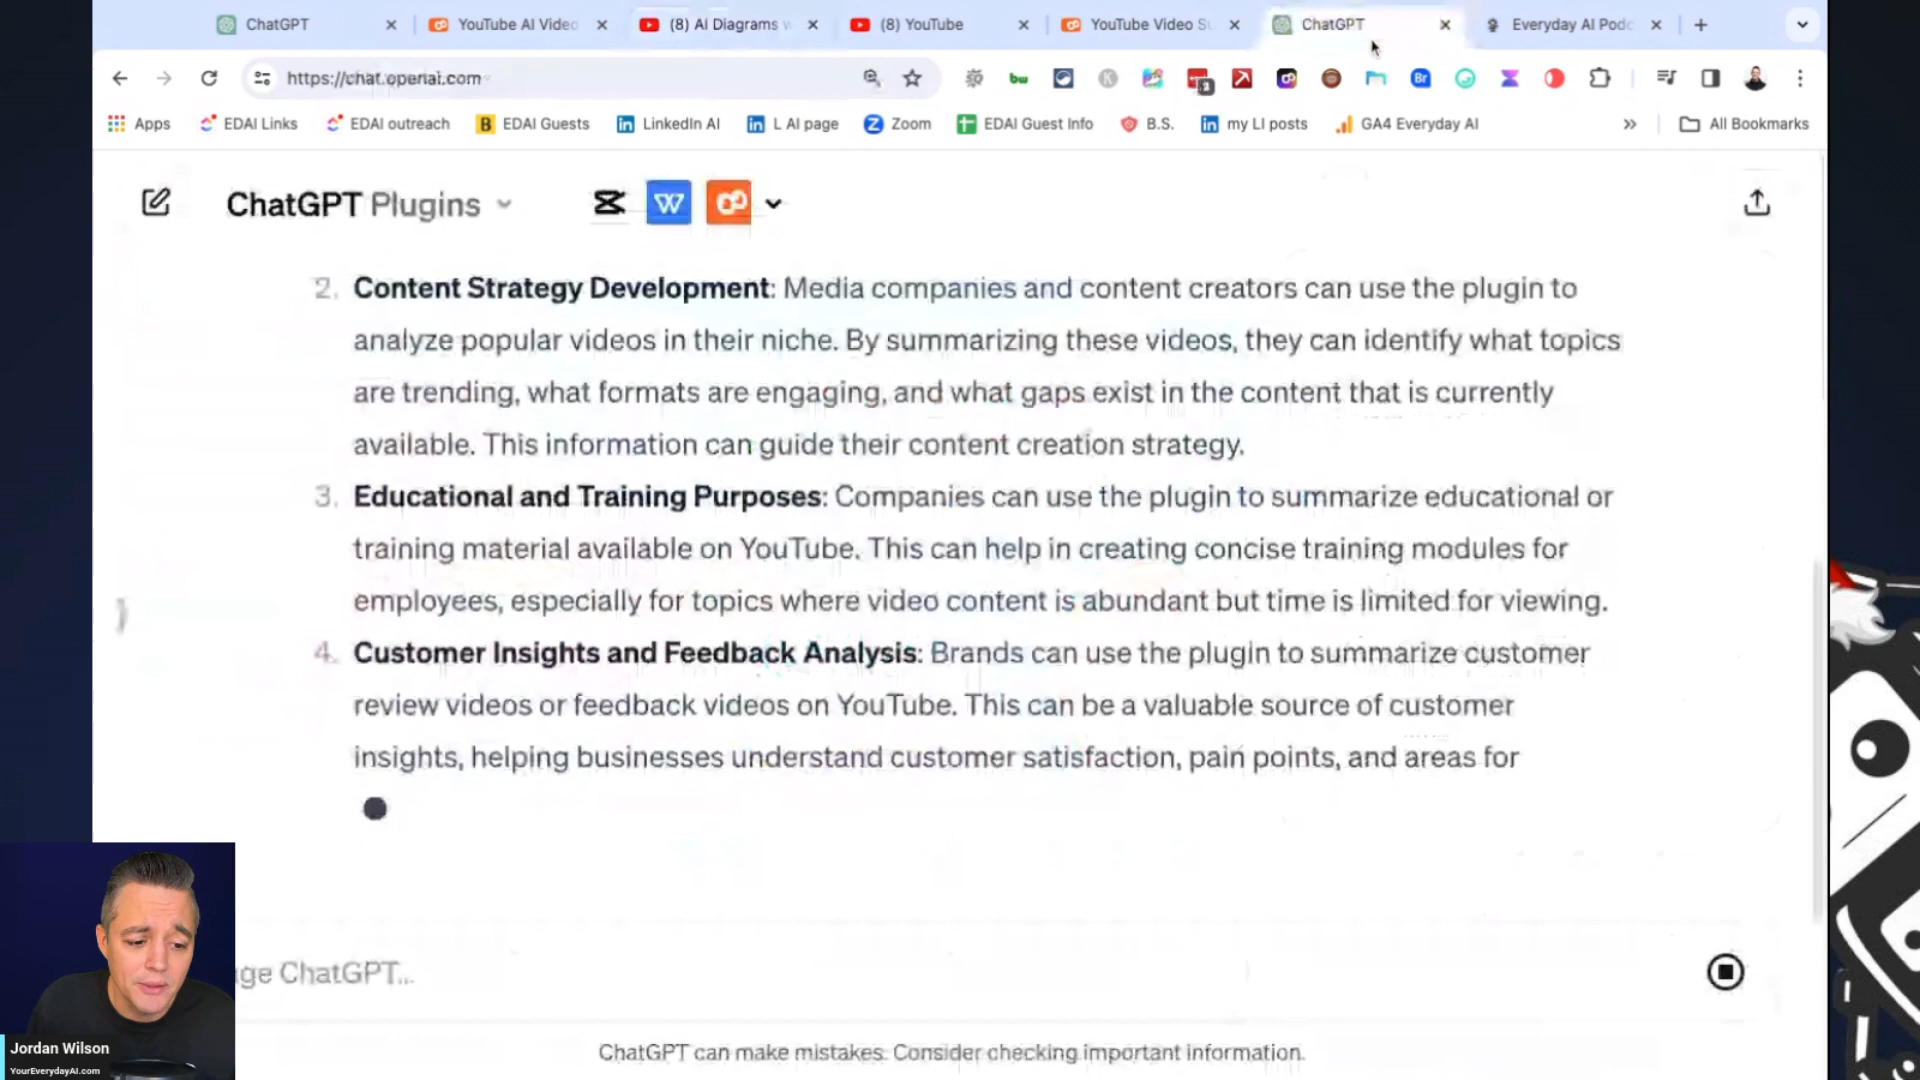 ChatGPT
YouTube AI Video
(8) AI Diagrams
(8) YouTube
YouTube Video Su
ChatGPT
Everyday AI Podc
https://chat.openai.com
Apps
EDAI Links
EDAI outreach
EDAI Guests
LinkedIn AI
L AI page
Zoom
EDAI Guest Info
B.S.
my LI posts
GA4 Everyday AI
All Bookmarks
ChatGPT Plugins
2. Content Strategy Development: Media companies and content creators can use the plugin to
analyze popular videos in their niche. By summarizing these videos, they can identify what topics
are trending, what formats are engaging, and what gaps exist in the content that is currently
available. This information can guide their content creation strategy.
3. Educational and Training Purposes: Companies can use the plugin to summarize educational or
training material available on YouTube. This can help in creating concise training modules for
employees, especially for topics where video content is abundant but time is limited for viewing.
4. Customer Insights and Feedback Analysis: Brands can use the plugin to summarize customer
review videos or feedback videos on YouTube. This can be a valuable source of customer
insights, helping businesses understand customer satisfaction, pain points, and areas for
ge ChatGPT...
ChatGPT can make mistakes. Consider checking important information.
Jordan Wilson
YourEverydayAI.com